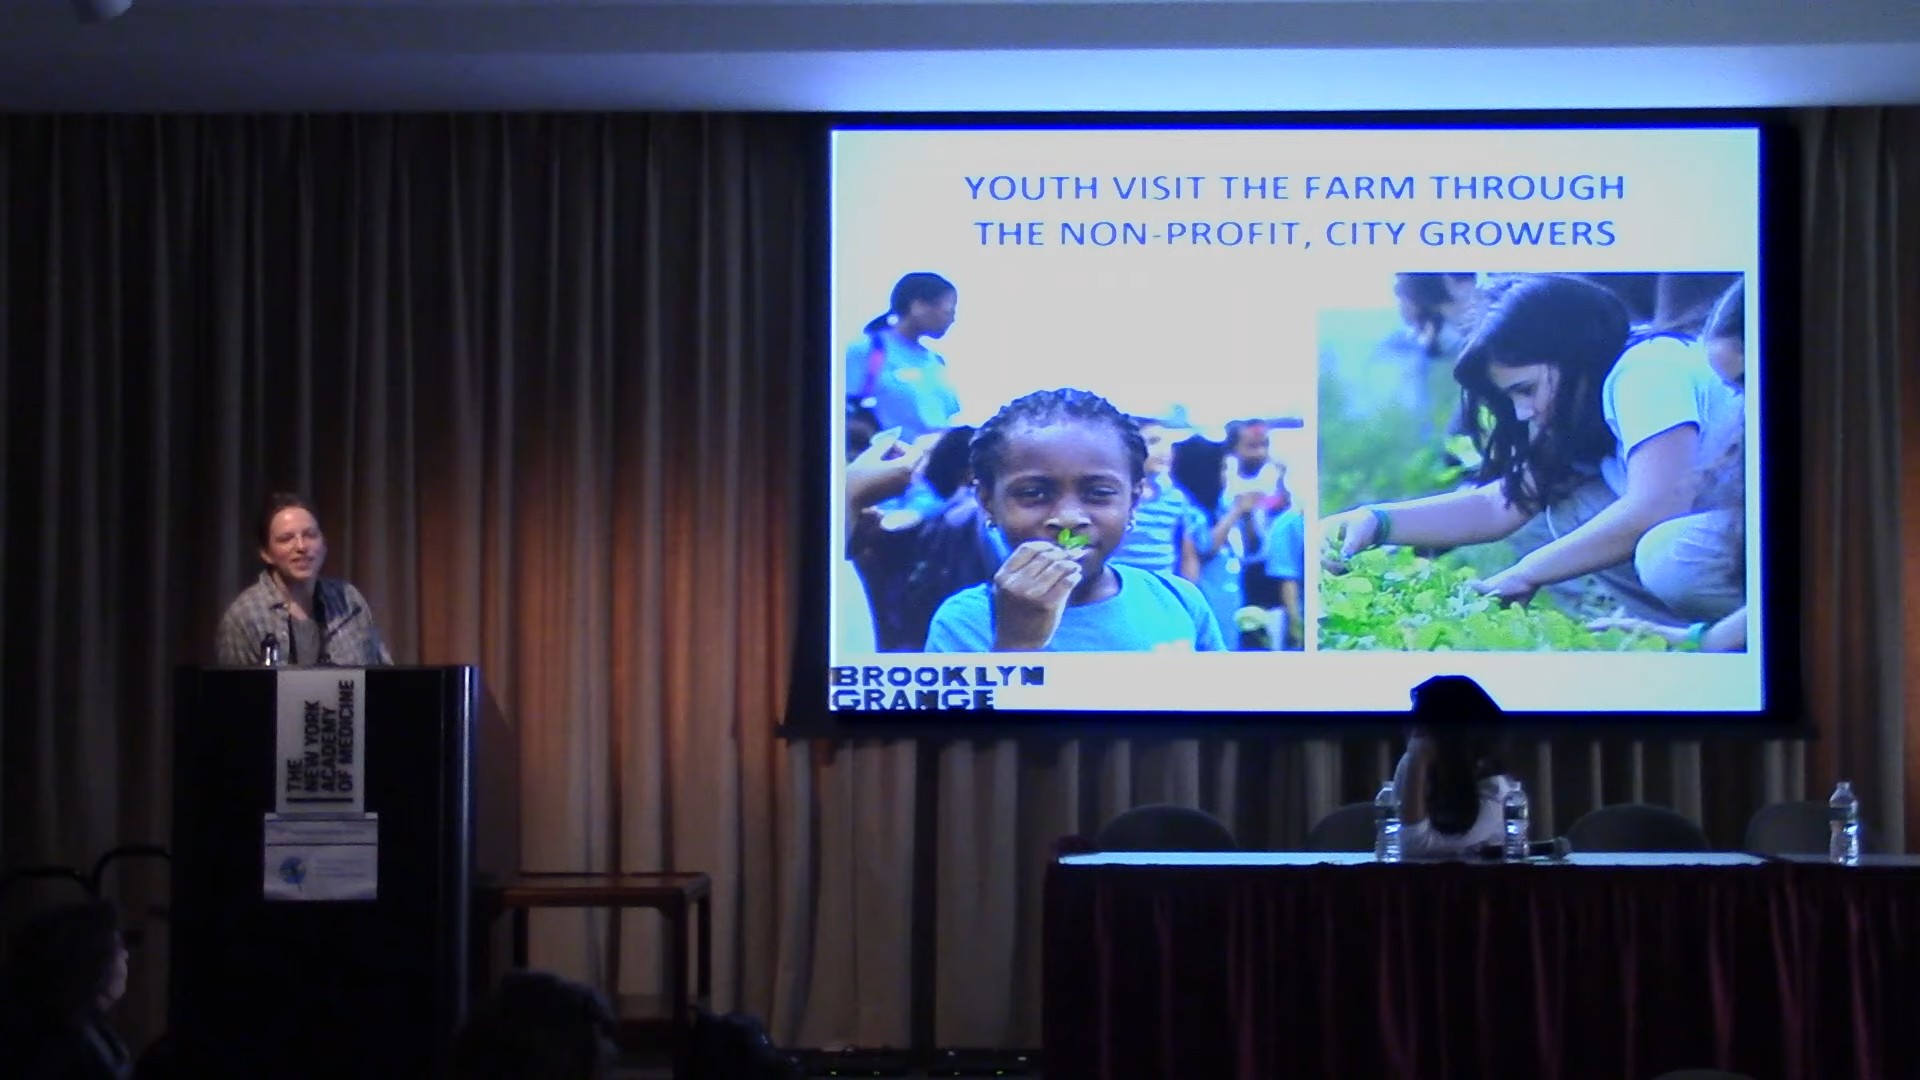 YOUTH VISIT THE FARM THROUGH
THE NON-PROFIT, CITY GROWERS
BROOKLYN
GRANGE
THE
NEW YORK
ACADEMY
OF MEDICINE